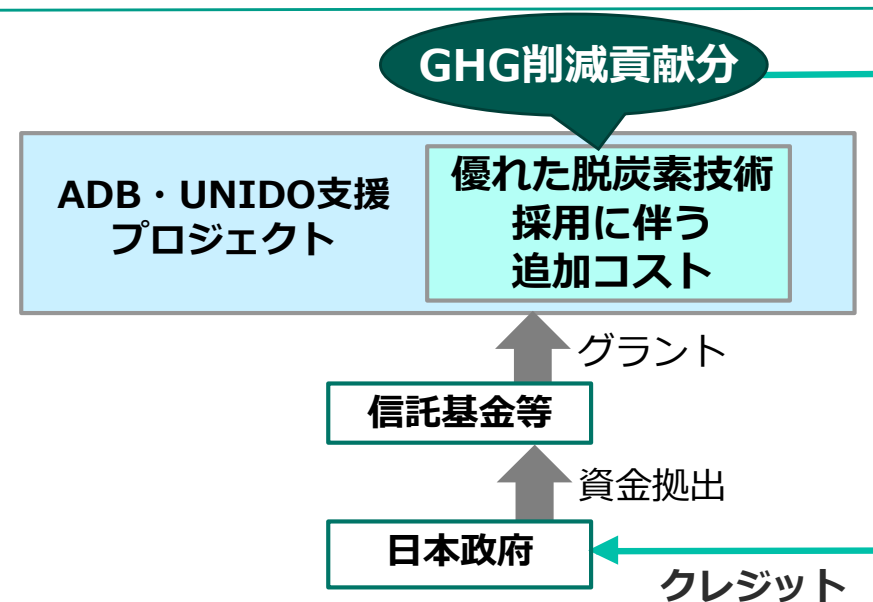 GHG削減貢献分
ADB・UNIDO支援
プロジェクト
優れた脱炭素技術
採用に伴う
追加コスト
グラント
信託基金等
資金拠出
日本政府
クレジット